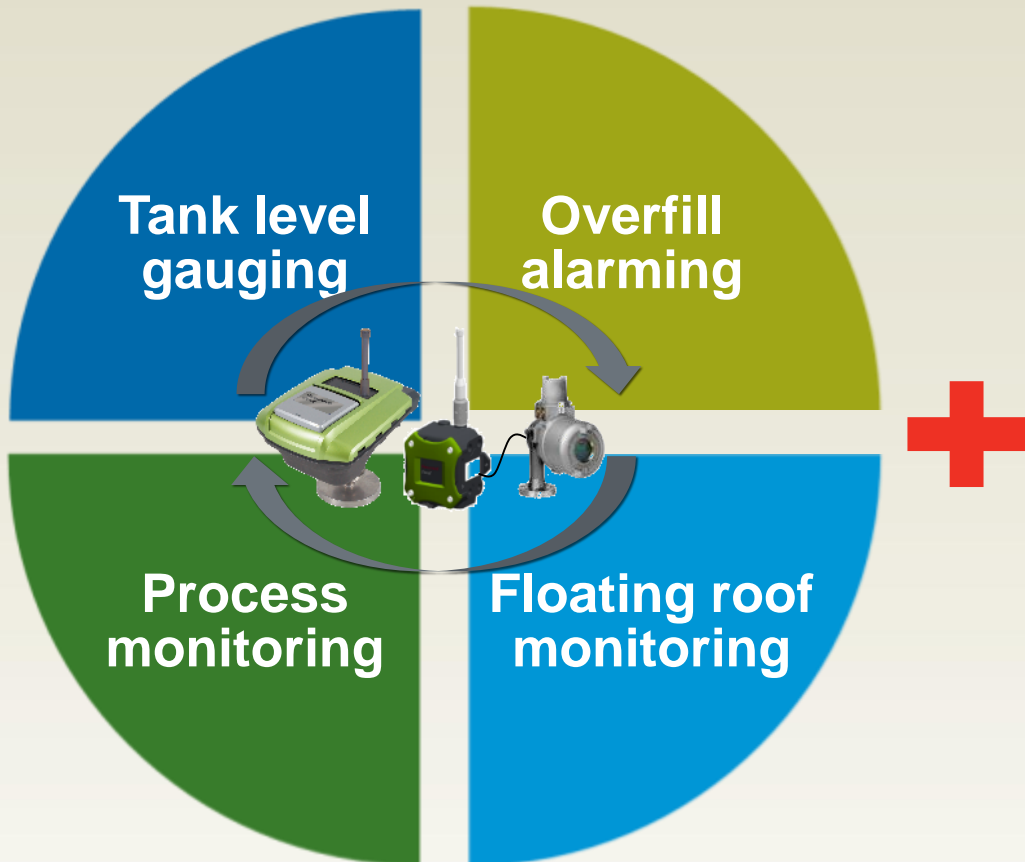 Tank level
gauging
Overfill
alarming
Process
monitoring
Floating roof
monitoring